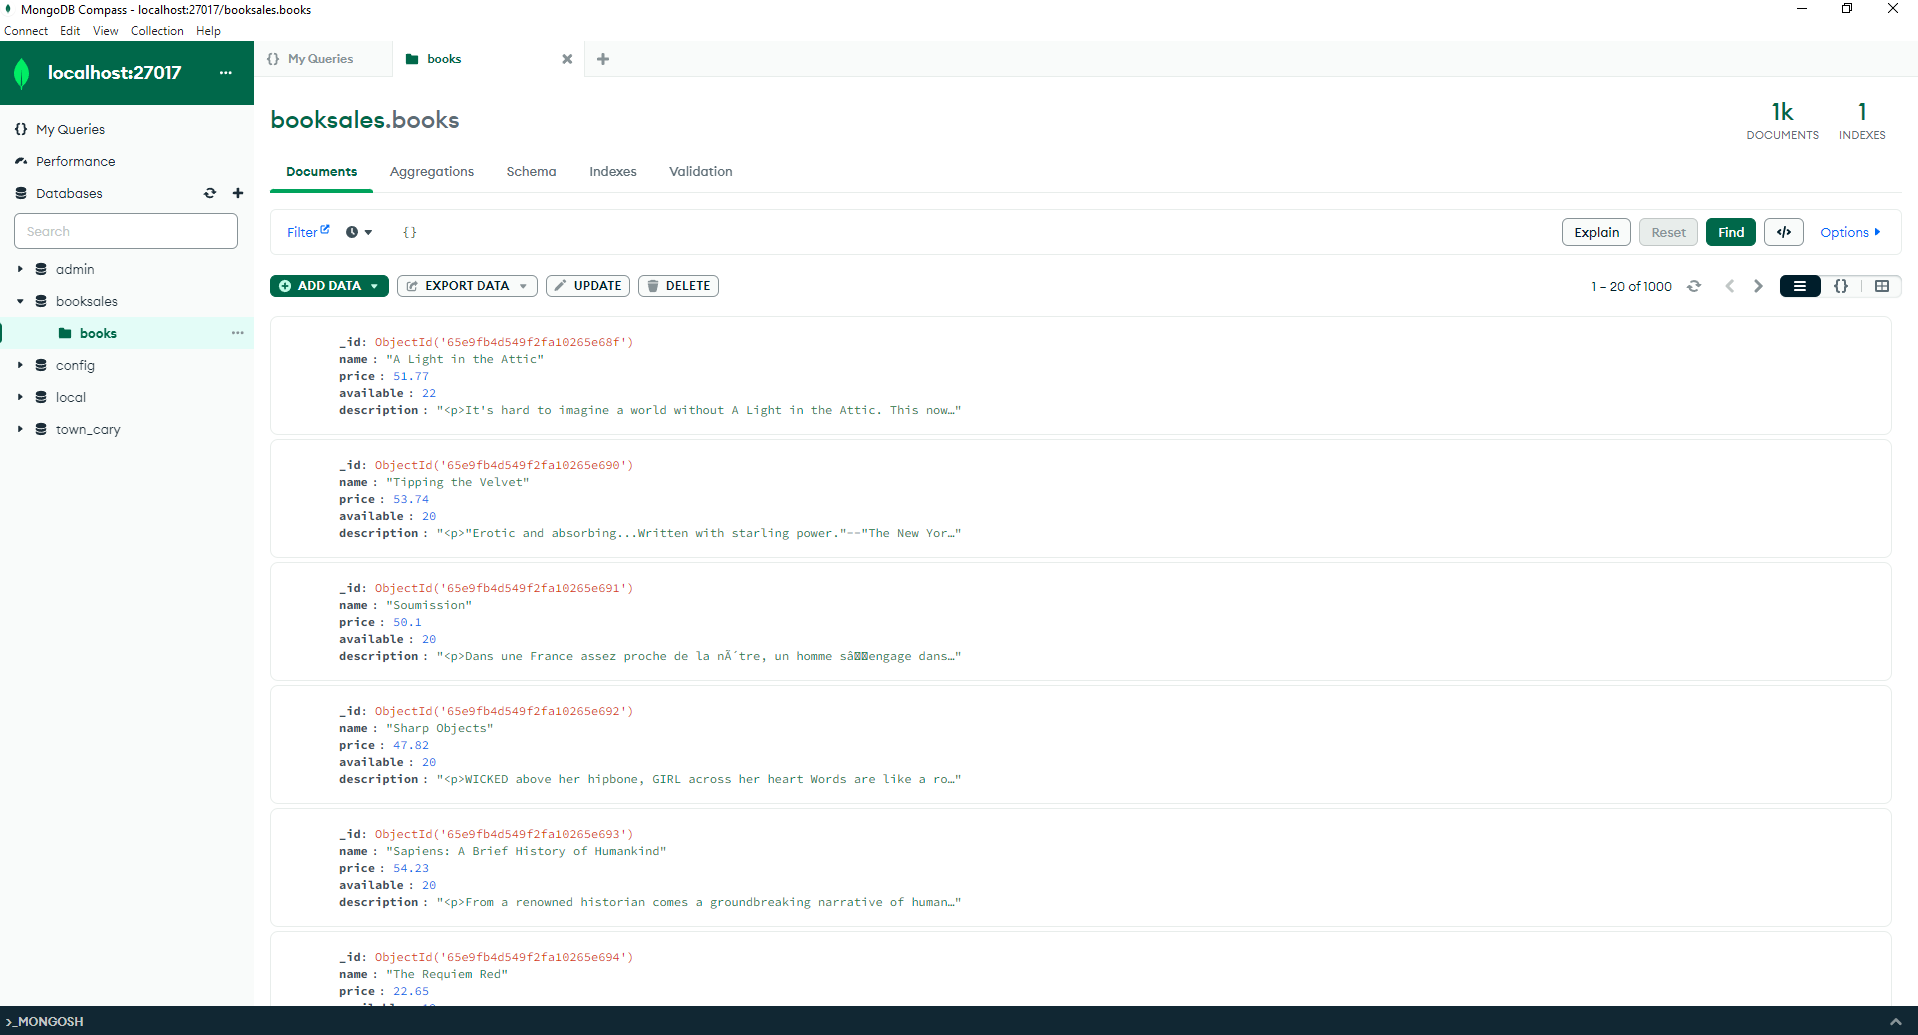 MongoDB Compass - localhost:27017/booksales.books
Connect Edit View Collection Help
localhost:27017
My Queries
books
My Queries
Performance
Databases
Search
admin
booksales
books
config
local
town_cary
booksales.books
1k
DOCUMENTS
1
INDEXES
Documents Aggregations Schema Indexes Validation
Filter
{}
Explain
Reset
Find
</>
Options
ADD DATA
EXPORT DATA
UPDATE
DELETE
1 – 20 of 1000
{}
_id: ObjectId('65e9fb4d549f2fa10265e68f')
name : "A Light in the Attic"
price : 51.77
available : 22
description : "<p>It's hard to imagine a world without A Light in the Attic. This now…"
_id: ObjectId('65e9fb4d549f2fa10265e690')
name : "Tipping the Velvet"
price : 53.74
available : 20
description : "<p>"Erotic and absorbing...Written with starling power."--"The New Yor…"
_id: ObjectId('65e9fb4d549f2fa10265e691')
name : "Soumission"
price : 50.1
available : 20
description : "<p>Dans une France assez proche de la nÃ´tre, un homme sâengage dans…"
_id: ObjectId('65e9fb4d549f2fa10265e692')
name : "Sharp Objects"
price : 47.82
available : 20
description : "<p>WICKED above her hipbone, GIRL across her heart Words are like a ro…"
_id: ObjectId('65e9fb4d549f2fa10265e693')
name : "Sapiens: A Brief History of Humankind"
price : 54.23
available : 20
description : "<p>From a renowned historian comes a groundbreaking narrative of human…"
_id: ObjectId('65e9fb4d549f2fa10265e694')
name : "The Requiem Red"
price : 22.65
>_MONGOSH